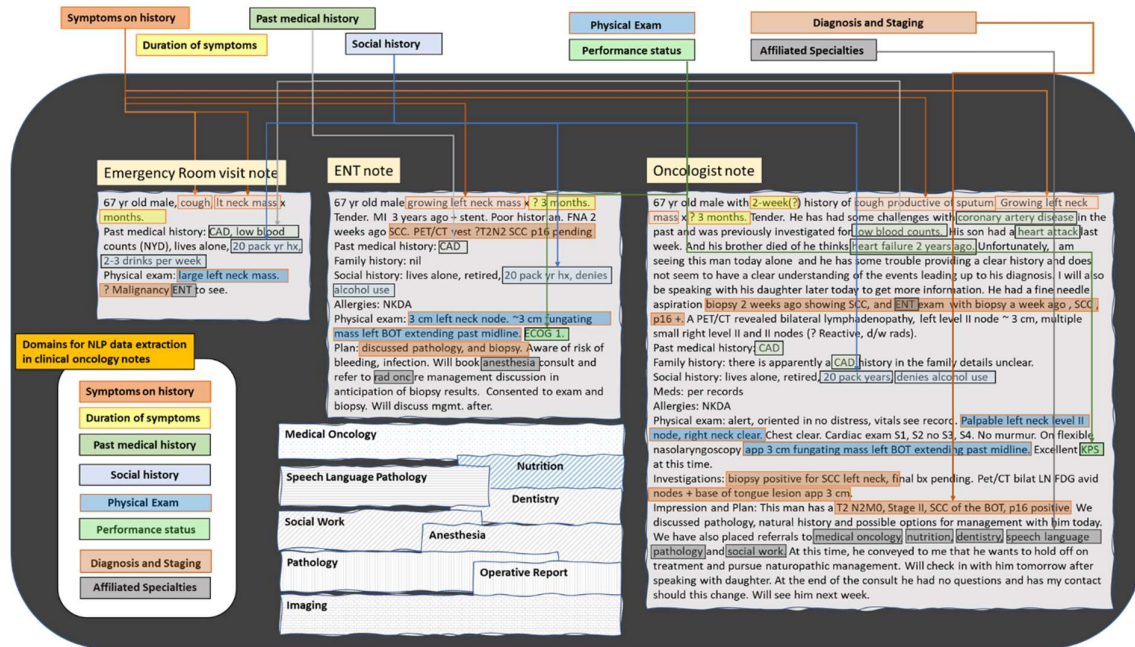 Symptoms on history
Past medical history
Physical Exam
Diagnosis and Staging
Duration of symptoms
Social history
Performance status
Affiliated Specialties
Emergency Room visit note
67 yr old male, cough, lt neck mass x
months.
Past medical history: CAD, low blood
counts (NYD), lives alone, 20 pack yr hx,
2-3 drinks per week
Physical exam: large left neck mass.
? Malignancy ENT to see.
ENT note
67 yr old male growing left neck mass x ? 3 months.
Tender. MI 3 years ago – stent. Poor historian. FNA 2
weeks ago SCC. PET/CT yest ?T2N2 SCC p16 pending
Past medical history: CAD
Family history: nil
Social history: lives alone, retired, 20 pack yr hx, denies
alcohol use
Allergies: NKDA
Physical exam: 3 cm left neck node. ~3 cm fungating
mass left BOT extending past midline. ECOG 1.
Plan: discussed pathology, and biopsy. Aware of risk of
bleeding, infection. Will book anesthesia consult and
refer to rad onc re management discussion in
anticipation of biopsy results. Consented to exam and
biopsy. Will discuss mgmt. after.
Oncologist note
67 yr old male with 2-week(?) history of cough productive of sputum Growing left neck
mass x ? 3 months. Tender. He has had some challenges with coronary artery disease in the
past and was previously investigated for low blood counts. His son had a heart attack last
week. And his brother died of he thinks heart failure 2 years ago. Unfortunately, I am
seeing this man today alone and he has some trouble providing a clear history and does
not seem to have a clear understanding of the events leading up to his diagnosis. I will also
be speaking with his daughter later today to get more information. He had a fine needle
aspiration biopsy 2 weeks ago showing SCC, and ENT exam with biopsy a week ago , SCC ,
p16 +. A PET/CT revealed bilateral lymphadenopathy, left level II node ~ 3 cm, multiple
small right level II and II nodes (? Reactive, d/w rads).
Past medical history: CAD
Family history: there is apparently a CAD history in the family details unclear.
Social history: lives alone, retired, 20 pack years, denies alcohol use
Meds: per records
Allergies: NKDA
Physical exam: alert, oriented in no distress, vitals see record. Palpable left neck level II
node, right neck clear. Chest clear. Cardiac exam S1, S2 no S3, S4. No murmur. On flexible
nasolaryngoscopy app 3 cm fungating mass left BOT extending past midline. Excellent KPS
at this time.
Investigations: biopsy positive for SCC left neck, final bx pending. Pet/CT bilat LN FDG avid
nodes + base of tongue lesion app 3 cm.
Impression and Plan: This man has a T2 N2M0, Stage II, SCC of the BOT, p16 positive We
discussed pathology, natural history and possible options for management with him today.
We have also placed referrals to medical oncology, nutrition, dentistry, speech language
pathology and social work. At this time, he conveyed to me that he wants to hold off on
treatment and pursue naturopathic management. Will check in with him tomorrow after
speaking with daughter. At the end of the consult he had no questions and has my contact
should this change. Will see him next week.
Domains for NLP data extraction
in clinical oncology notes
Symptoms on history
Duration of symptoms
Past medical history
Social history
Physical Exam
Performance status
Diagnosis and Staging
Affiliated Specialties
Medical Oncology
Nutrition
Speech Language Pathology
Dentistry
Social Work
Anesthesia
Pathology
Operative Report
Imaging